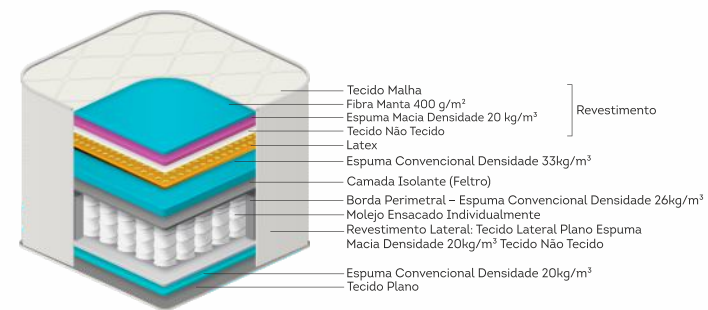 Tecido Malha
Fibra Manta 400 g/m²
Espuma Macia Densidade 20 kg/m³
Tecido Não Tecido
Revestimento
Latex
Espuma Convencional Densidade 33kg/m³
Camada Isolante (Feltro)
Borda Perimetral – Espuma Convencional Densidade 26kg/m³
Molejo Ensacado Individualmente
Revestimento Lateral: Tecido Lateral Plano Espuma
Macia Densidade 20kg/m³ Tecido Não Tecido
Espuma Convencional Densidade 20kg/m³
Tecido Plano